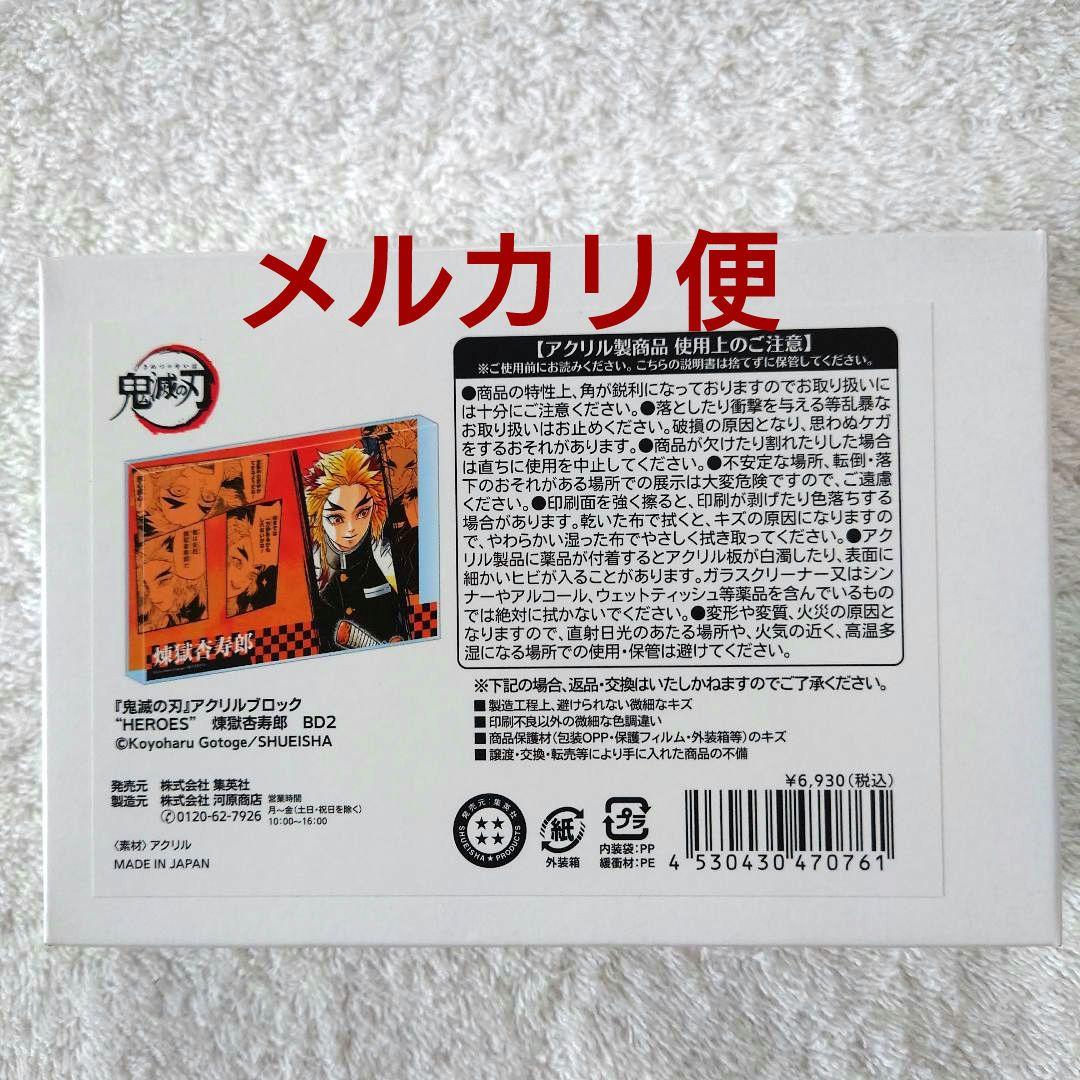 メルカリ便
きめつのやいば
鬼滅の刃
煉獄杏寿郎
『鬼滅の刃』アクリルブロック
“HEROES” 煉獄杏寿郎 BD2
©Koyoharu Gotoge/SHUEISHA
発売元 株式会社 集英社
製造元 株式会社 河原商店
0120-62-7926
営業時間
月〜金(土日・祝日を除く)
10:00〜16:00
〈素材〉アクリル
MADE IN JAPAN
【アクリル製商品 使用上のご注意】
※ご使用前にお読みください。こちらの説明書は捨てずに保管してください。
●商品の特性上、角が鋭利になっておりますのでお取り扱いに
は十分にご注意ください。●落としたり衝撃を与える等乱暴な
お取り扱いはお止めください。破損の原因となり、思わぬケガ
をするおそれがあります。●商品が欠けたり割れたりした場合
は直ちに使用を中止してください。●不安定な場所、転倒・落
下のおそれがある場所での展示は大変危険ですので、ご遠慮
ください。●印刷面を強く擦ると、印刷が剥げたり色落ちする
場合があります。乾いた布で拭くと、キズの原因になりますの
で、やわらかい湿った布でやさしく拭き取ってください。●アク
リル製品に薬品が付着するとアクリル板が白濁したり、表面に
細かいヒビが入ることがあります。ガラスクリーナー又はシン
ナーやアルコール、ウェットティッシュ等薬品を含んでいるもの
では絶対に拭かないでください。●変形や変質、火災の原因と
なりますので、直射日光のあたる場所や、火気の近く、高温多
湿になる場所での使用・保管は避けてください。
※下記の場合、返品・交換はいたしかねますのでご了承ください。
■製造工程上、避けられない微細なキズ
■印刷不良以外の微細な色調違い
■商品保護材(包装OPP・保護フィルム・外装箱等)のキズ
■譲渡・交換・転売等により手に入れた商品の不備
¥6,930(税込)
発売元:集英社
SHUEISHA★PRODUCTS
紙
外装箱
プラ
内装袋:PP
緩衝材:PE
4 530430 470761